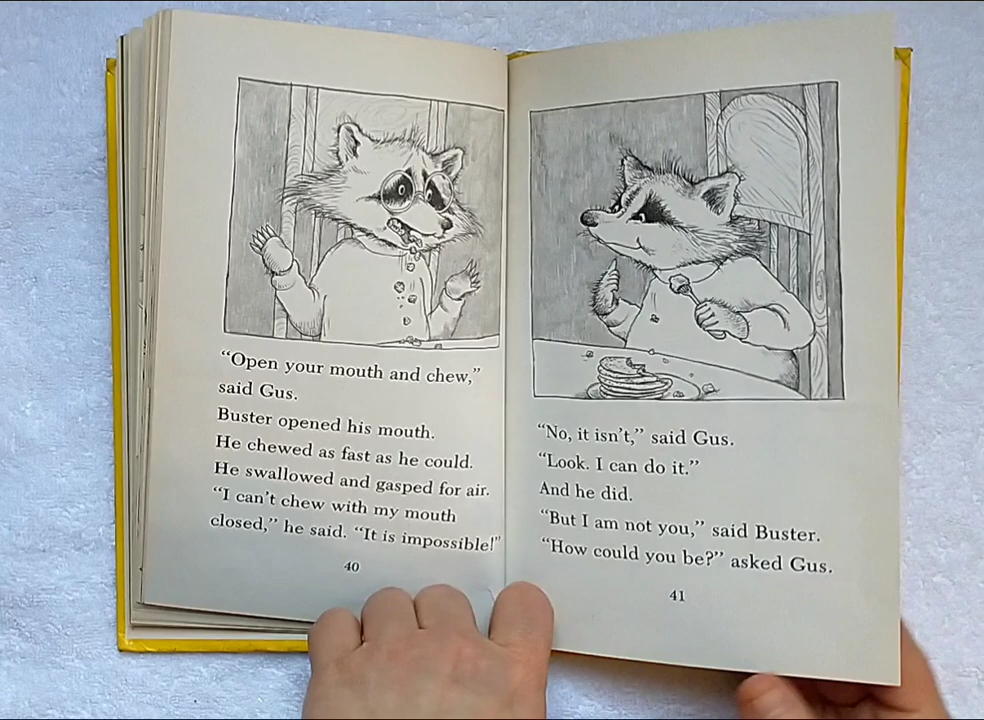 “Open your mouth and chew,”
said Gus.
Buster opened his mouth.
He chewed as fast as he could.
He swallowed and gasped for air.
“I can’t chew with my mouth
closed,” he said. “It is impossible!”
40
“No, it isn’t,” said Gus.
“Look. I can do it.”
And he did.
“But I am not you,” said Buster.
“How could you be?” asked Gus.
41